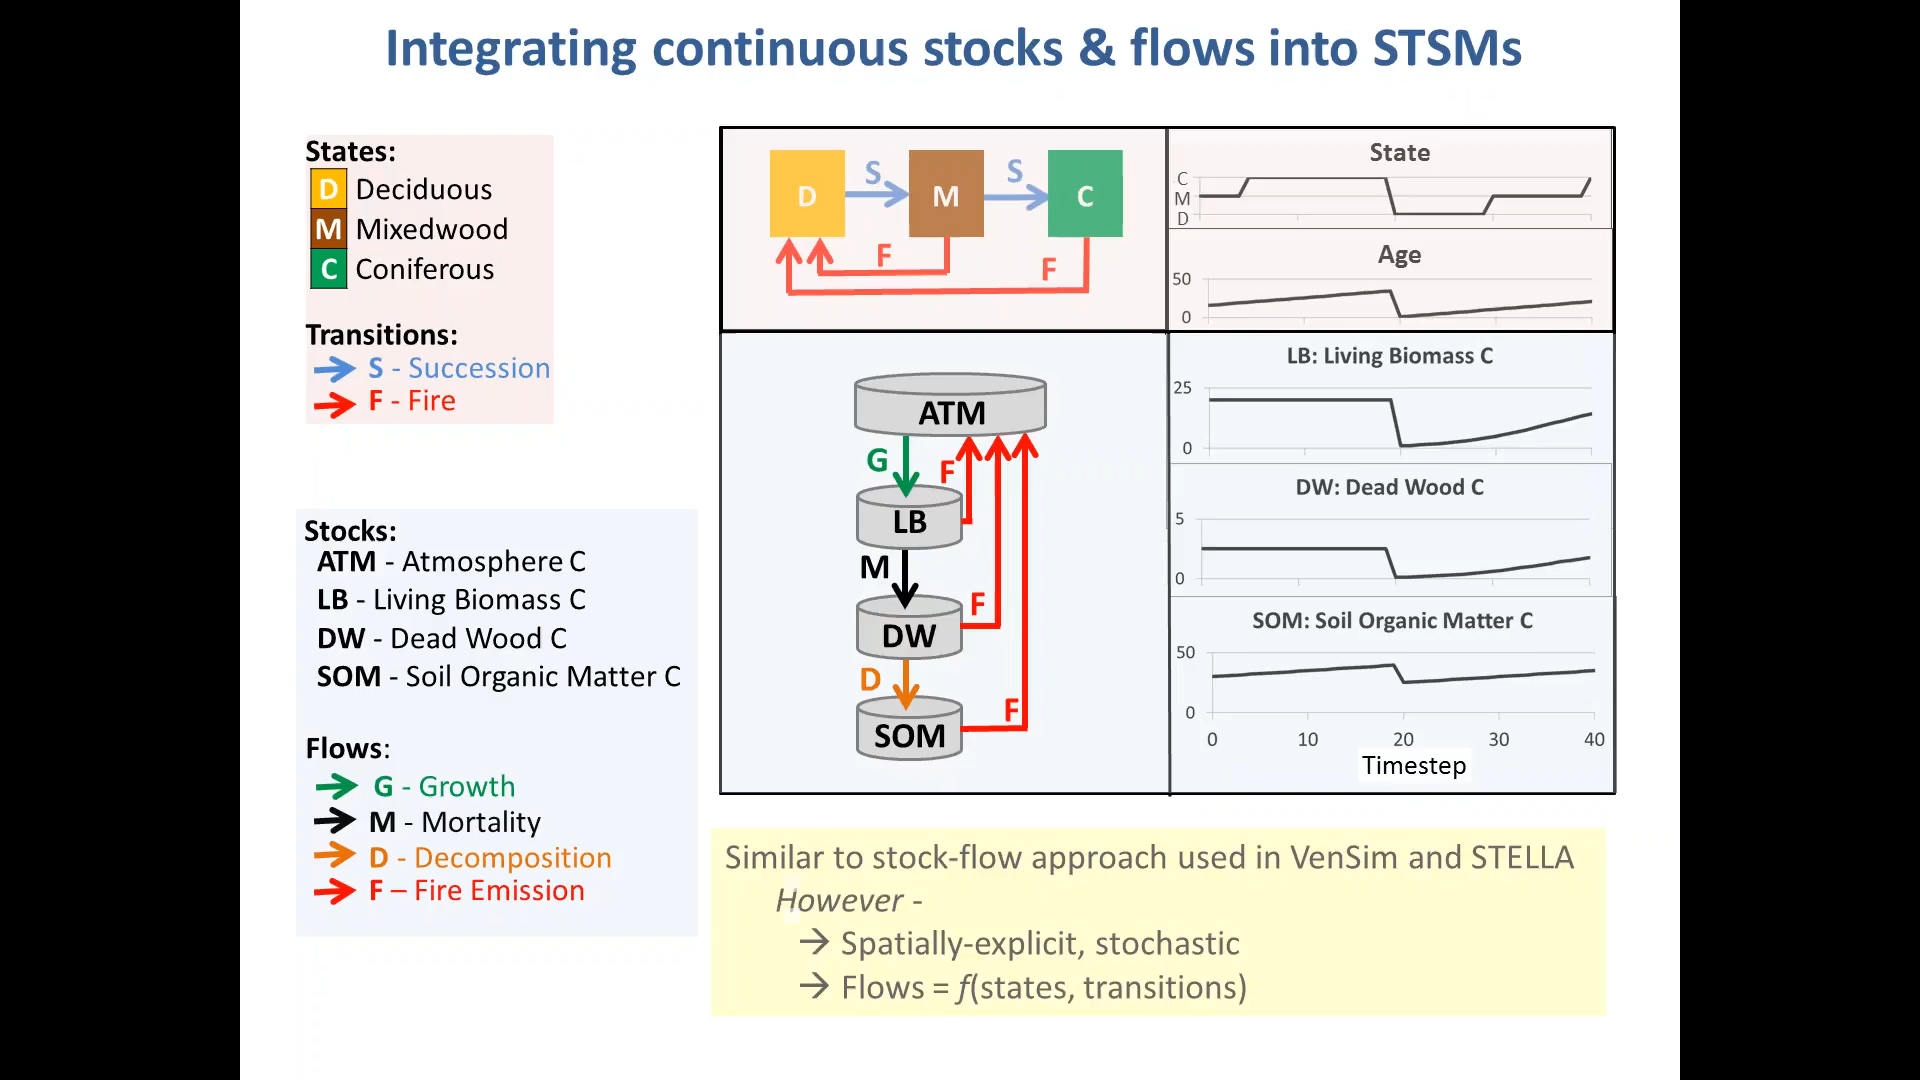 Integrating continuous stocks & flows into STSMs
States:
D Deciduous
M Mixedwood
C Coniferous
Transitions:
S - Succession
F - Fire
Stocks:
ATM - Atmosphere C
LB - Living Biomass C
DW - Dead Wood C
SOM - Soil Organic Matter C
Flows:
G - Growth
M - Mortality
D - Decomposition
F – Fire Emission
D S M S C
F
F
ATM
G
F
LB
M
F
DW
D
F
SOM
State
C
M
D
Age
50
0
LB: Living Biomass C
25
0
DW: Dead Wood C
5
0
SOM: Soil Organic Matter C
50
0
0 10 20 30 40
Timestep
Similar to stock-flow approach used in VenSim and STELLA
However -
→ Spatially-explicit, stochastic
→ Flows = f(states, transitions)